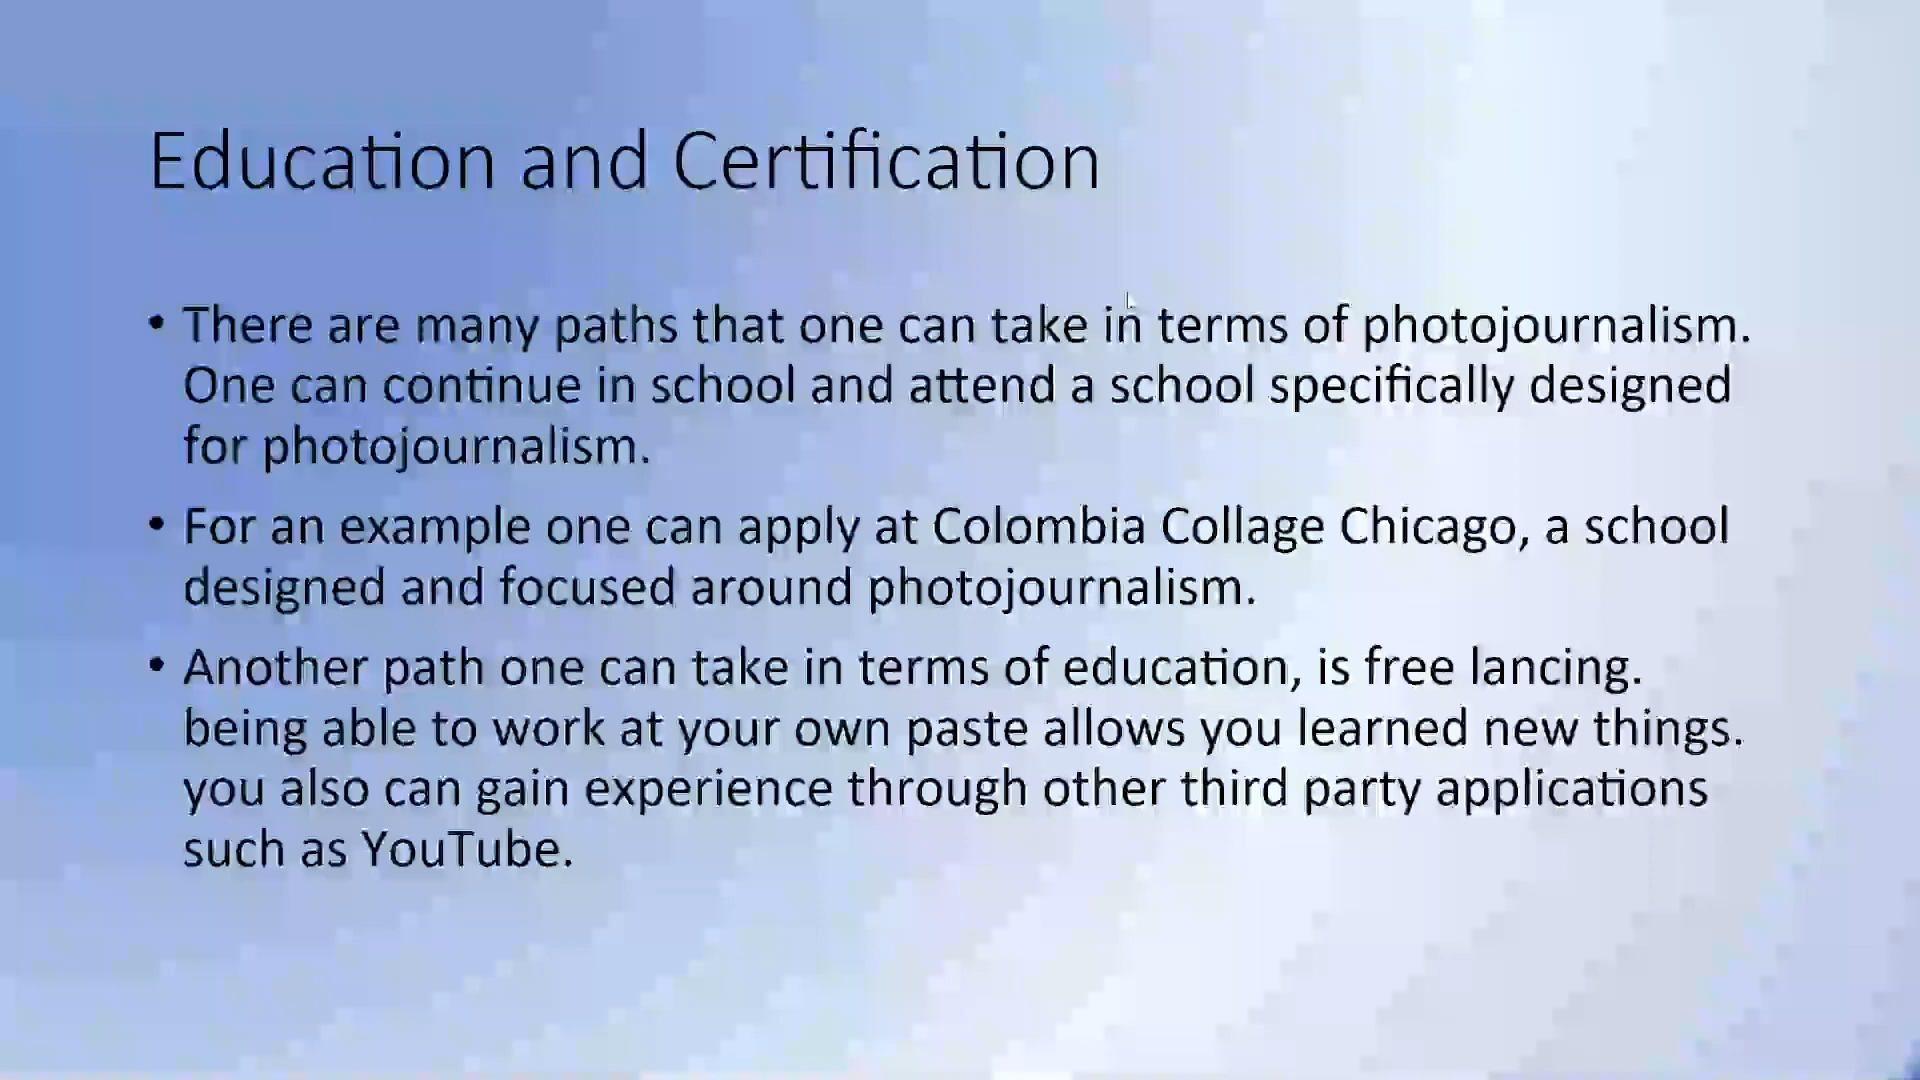 Education and Certification
• There are many paths that one can take in terms of photojournalism.
One can continue in school and attend a school specifically designed
for photojournalism.
• For an example one can apply at Colombia Collage Chicago, a school
designed and focused around photojournalism.
• Another path one can take in terms of education, is free lancing.
being able to work at your own paste allows you learned new things.
you also can gain experience through other third party applications
such as YouTube.